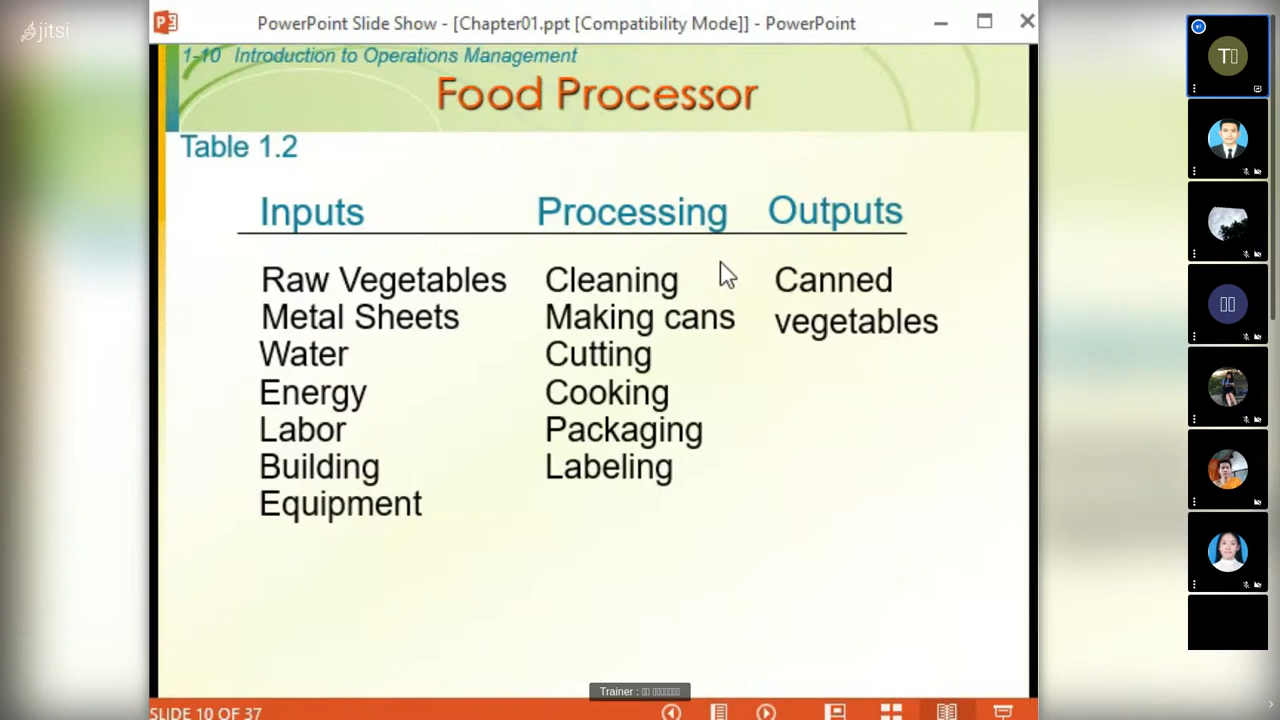 jitsi
PowerPoint Slide Show - [Chapter01.ppt [Compatibility Mode]] - PowerPoint
1-10 Introduction to Operations Management
Food Processor
Table 1.2
Inputs Processing Outputs
Raw Vegetables Cleaning Canned
Metal Sheets Making cans vegetables
Water Cutting
Energy Cooking
Labor Packaging
Building Labeling
Equipment
Trainer :
SLIDE 10 OF 37
T